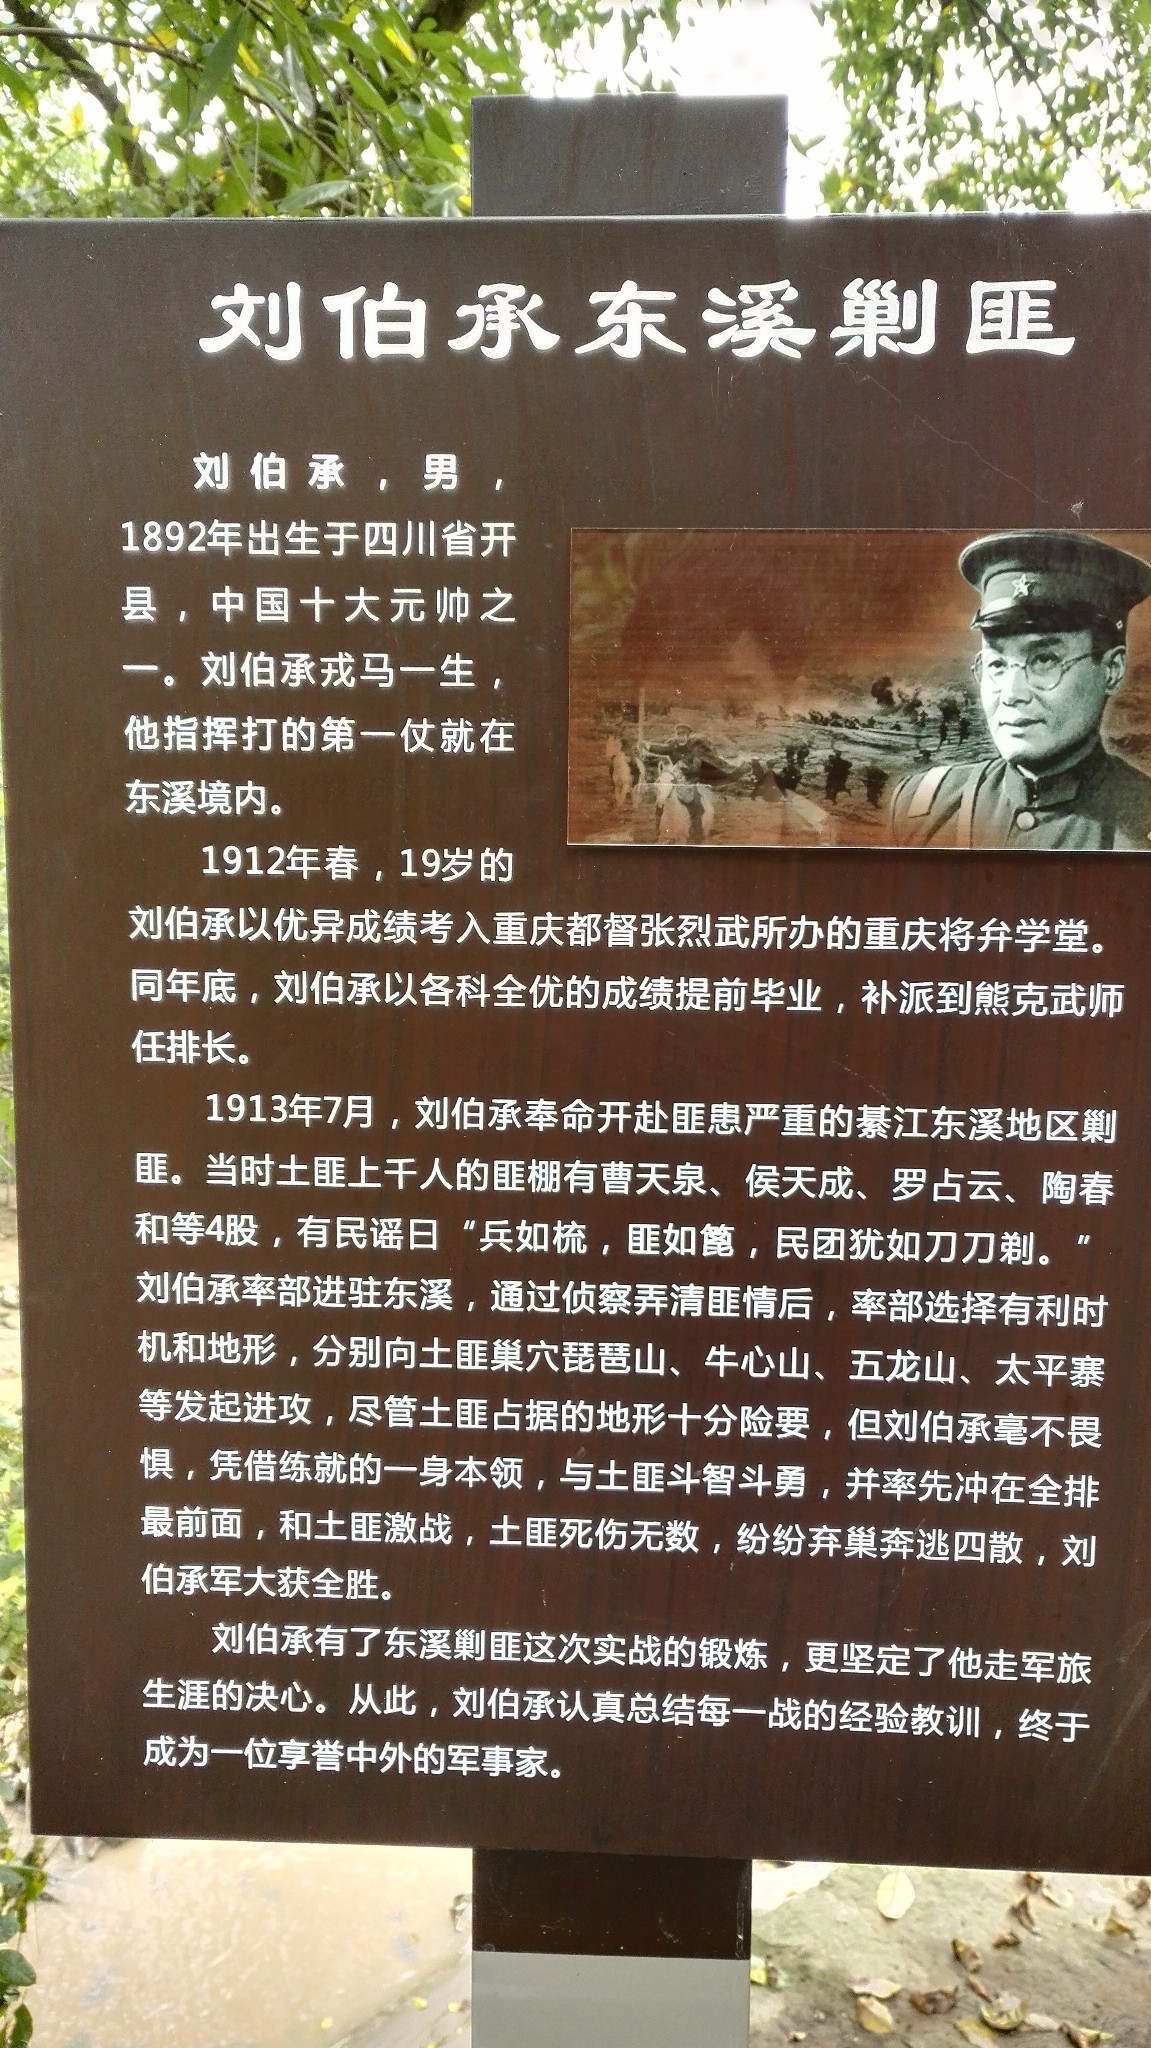 刘伯承东溪剿匪
刘伯承，男，
1892年出生于四川省开
县，中国十大元帅之
一。刘伯承戎马一生，
他指挥打的第一仗就在
东溪境内。
1912年春，19岁的
刘伯承以优异成绩考入重庆都督张烈武所办的重庆将弁学堂。
同年底，刘伯承以各科全优的成绩提前毕业，补派到熊克武师
任排长。
1913年7月，刘伯承奉命开赴匪患严重的綦江东溪地区剿
匪。当时土匪上千人的匪棚有曹天泉、侯天成、罗占云、陶春
和等4股，有民谣曰“兵如梳，匪如篦，民团犹如刀刀剃。”
刘伯承率部进驻东溪，通过侦察弄清匪情后，率部选择有利时
机和地形，分别向土匪巢穴琵琶山、牛心山、五龙山、太平寨
等发起进攻，尽管土匪占据的地形十分险要，但刘伯承毫不畏
惧，凭借练就的一身本领，与土匪斗智斗勇，并率先冲在全排
最前面，和土匪激战，土匪死伤无数，纷纷弃巢奔逃四散，刘
伯承军大获全胜。
刘伯承有了东溪剿匪这次实战的锻炼，更坚定了他走军旅
生涯的决心。从此，刘伯承认真总结每一战的经验教训，终于
成为一位享誉中外的军事家。